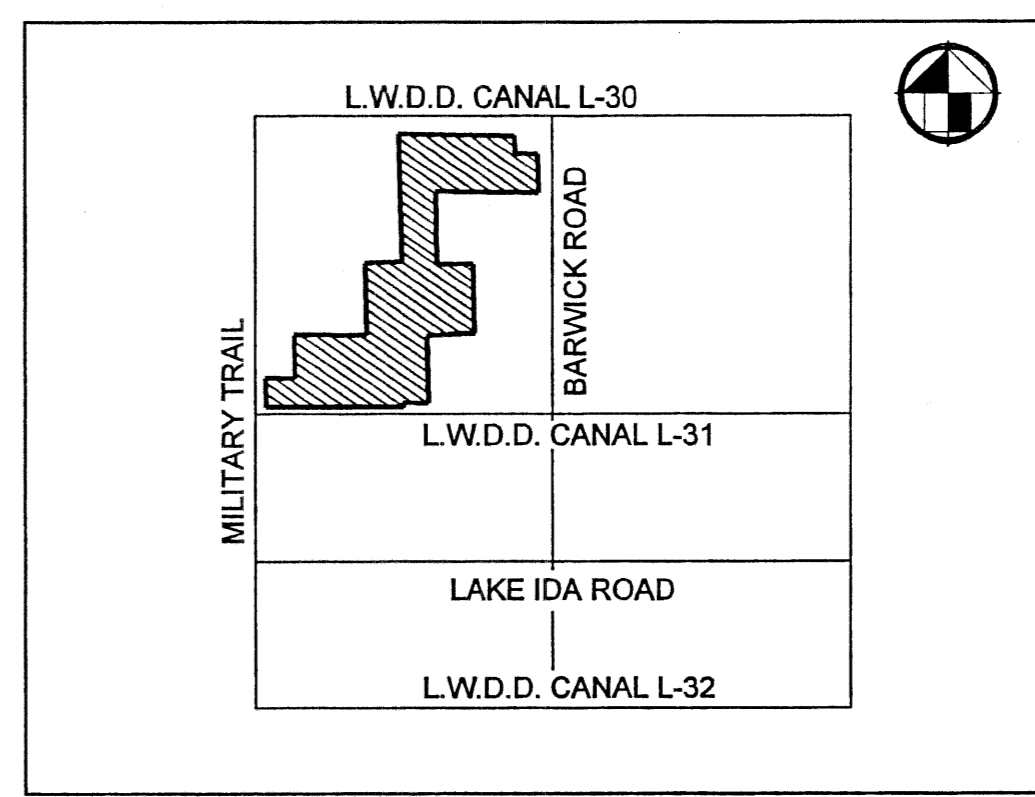 L.W.D.D. CANAL L-30
BARWICK ROAD
MILITARY TRAIL
L.W.D.D. CANAL L-31
LAKE IDA ROAD
L.W.D.D. CANAL L-32